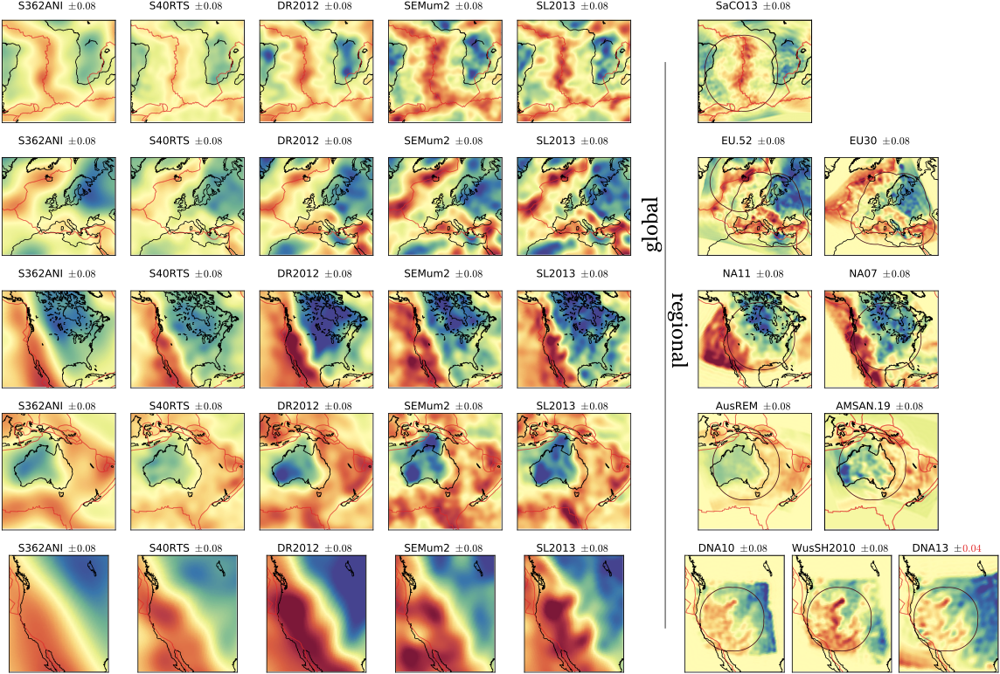 S362ANI ±0.08 S40RTS ±0.08 DR2012 ±0.08 SEMum2 ±0.08 SL2013 ±0.08 SaCO13 ±0.08
S362ANI ±0.08 S40RTS ±0.08 DR2012 ±0.08 SEMum2 ±0.08 SL2013 ±0.08 EU.52 ±0.08 EU30 ±0.08
global
regional
S362ANI ±0.08 S40RTS ±0.08 DR2012 ±0.08 SEMum2 ±0.08 SL2013 ±0.08 NA11 ±0.08 NA07 ±0.08
S362ANI ±0.08 S40RTS ±0.08 DR2012 ±0.08 SEMum2 ±0.08 SL2013 ±0.08 AusREM ±0.08 AMSAN.19 ±0.08
S362ANI ±0.08 S40RTS ±0.08 DR2012 ±0.08 SEMum2 ±0.08 SL2013 ±0.08 DNA10 ±0.08 WusSH2010 ±0.08 DNA13 ±0.04